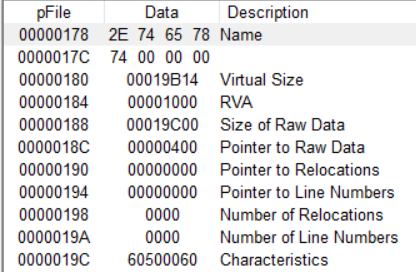 pFile Data Description
00000178 2E 74 65 78 Name
0000017C 74 00 00 00
00000180 00019B14 Virtual Size
00000184 00001000 RVA
00000188 00019C00 Size of Raw Data
0000018C 00000400 Pointer to Raw Data
00000190 00000000 Pointer to Relocations
00000194 00000000 Pointer to Line Numbers
00000198 0000 Number of Relocations
0000019A 0000 Number of Line Numbers
0000019C 60500060 Characteristics